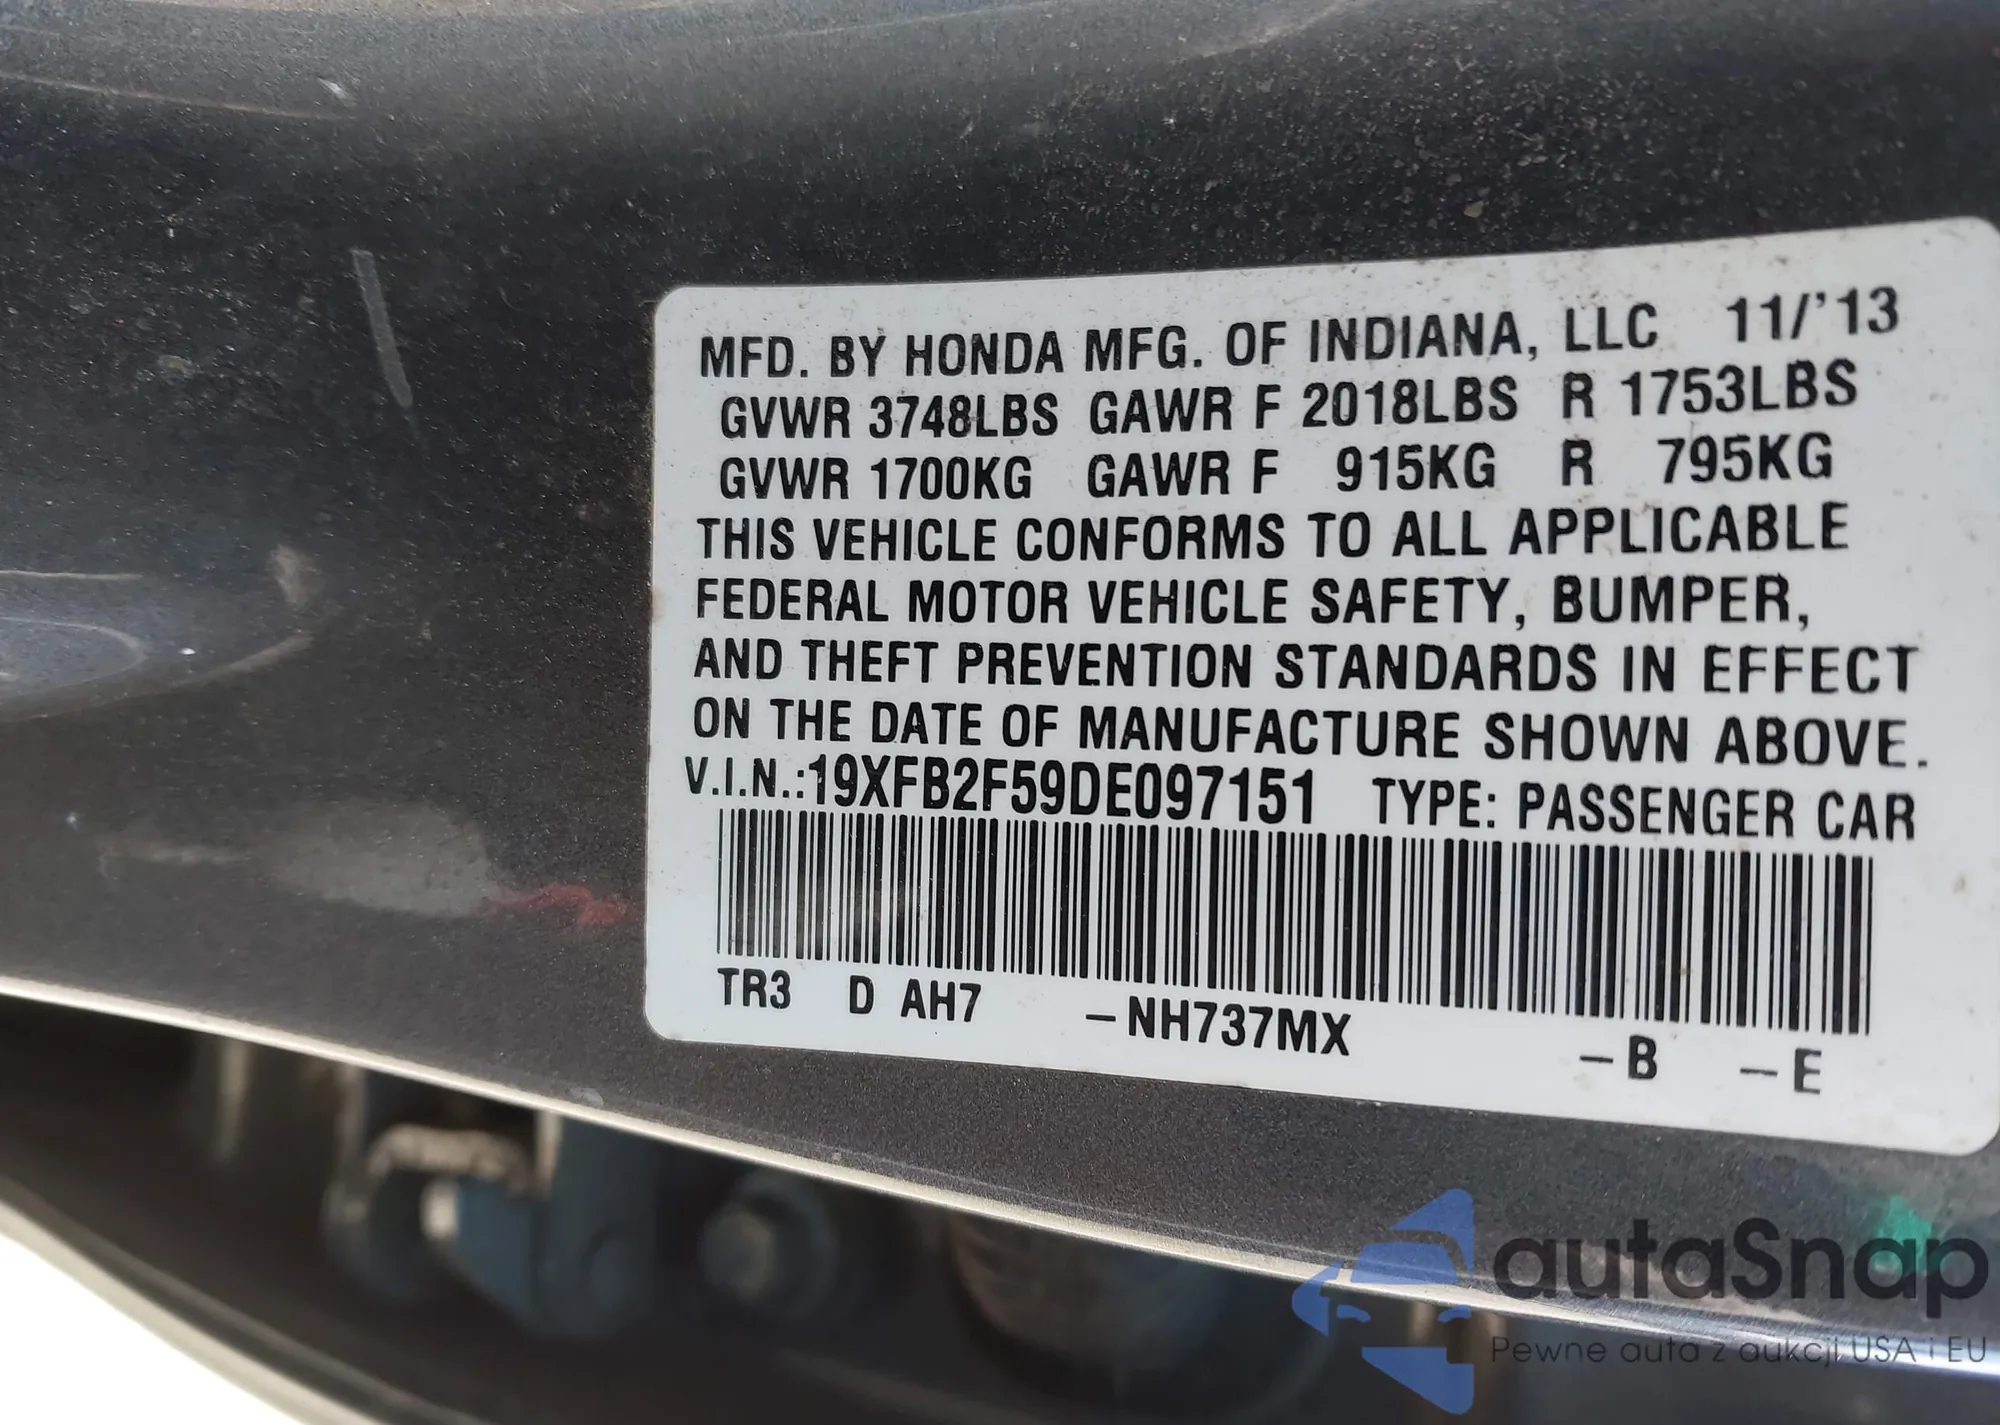 MFD. BY HONDA MFG. OF INDIANA, LLC 11/'13
GVWR 3748LBS GAWR F 2018LBS R 1753LBS
GVWR 1700KG GAWR F 915KG R 795KG
THIS VEHICLE CONFORMS TO ALL APPLICABLE
FEDERAL MOTOR VEHICLE SAFETY, BUMPER,
AND THEFT PREVENTION STANDARDS IN EFFECT
ON THE DATE OF MANUFACTURE SHOWN ABOVE.
V.I.N.:19XFB2F59DE097151 TYPE: PASSENGER CAR
TR3 D AH7 -NH737MX -B -E
autaSnap
Pewne auta z aukcji USA i EU